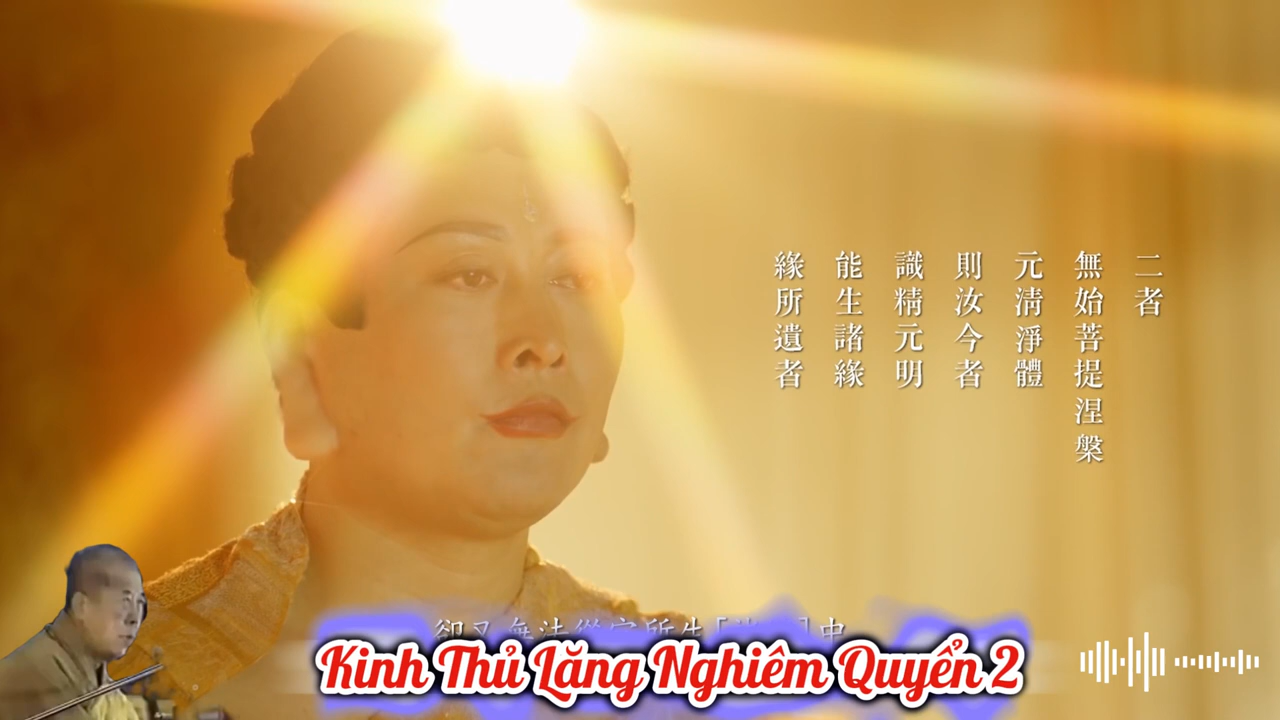 二者
無始菩提涅槃
元清淨體
則汝今者
識精元明
能生諸緣
緣所遺者
Kinh Thủ Lăng Nghiêm Quyển 2